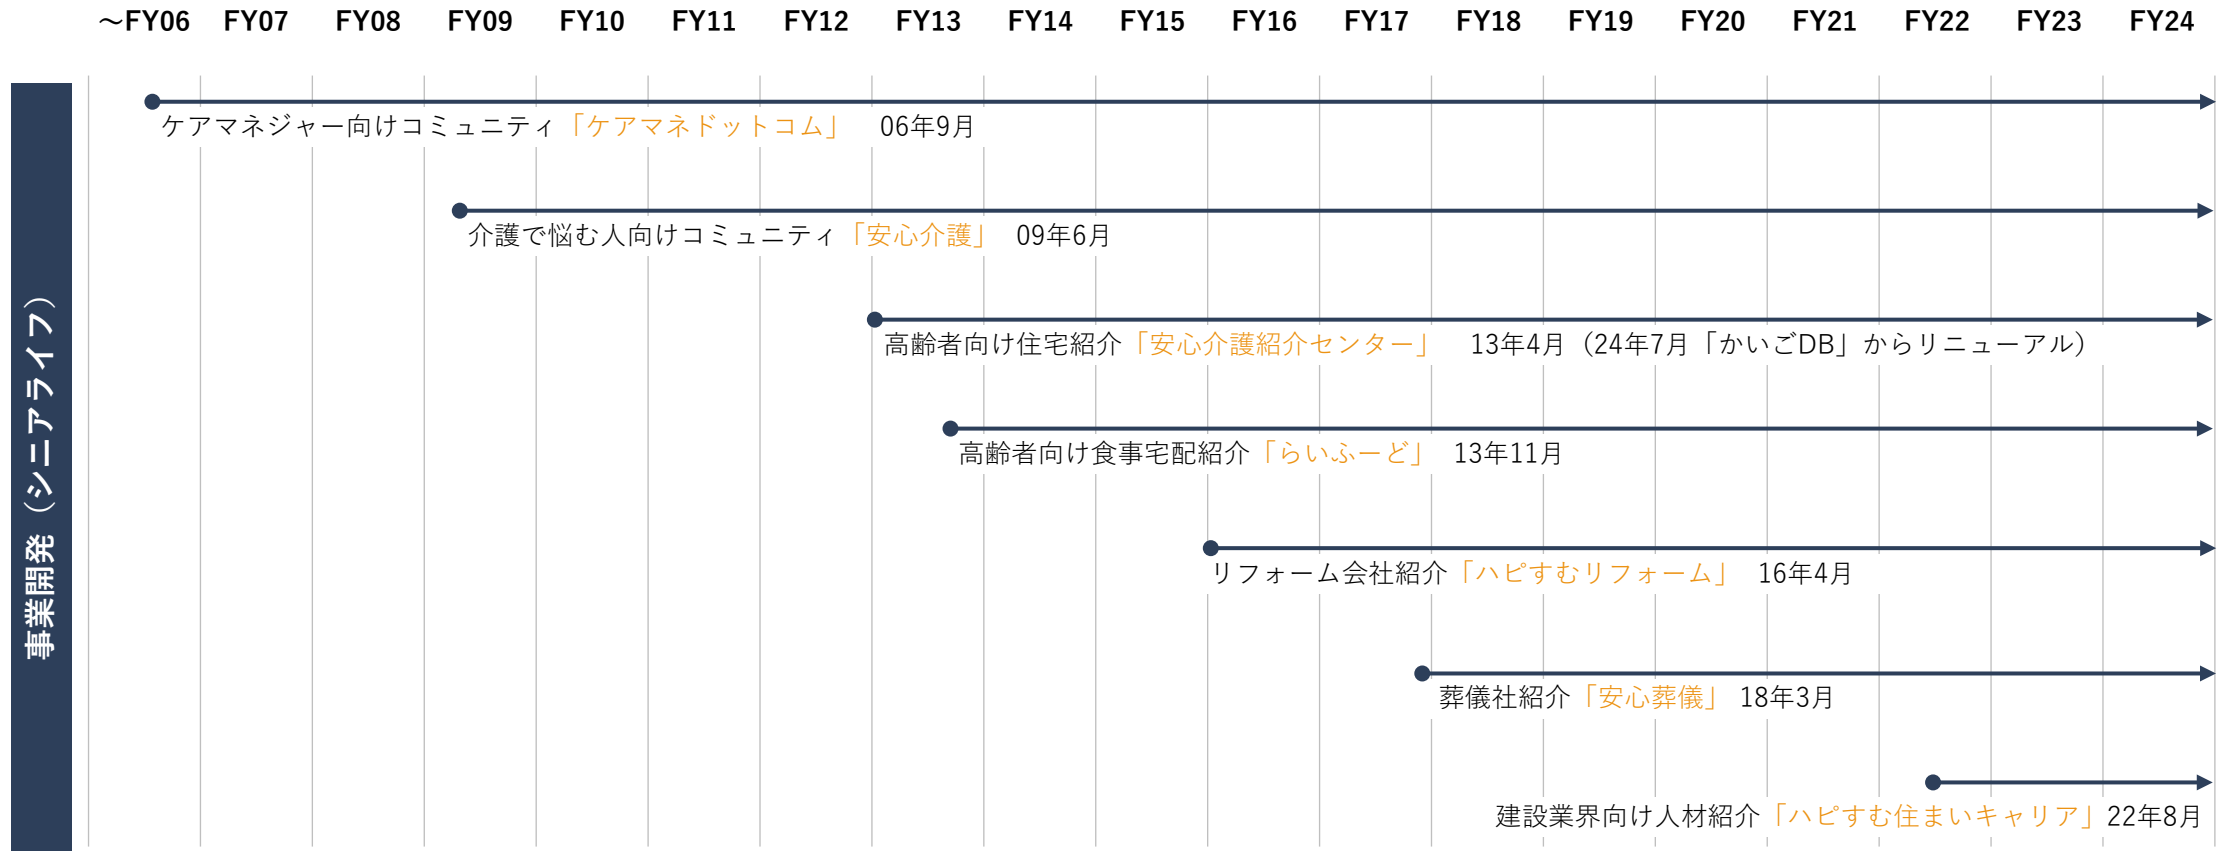 ～FY06 FY07 FY08 FY09 FY10 FY11 FY12 FY13 FY14 FY15 FY16 FY17 FY18 FY19 FY20 FY21 FY22 FY23 FY24
事業開発（シニアライフ）
ケアマネジャー向けコミュニティ「ケアマネドットコム」 06年9月
介護で悩む人向けコミュニティ「安心介護」 09年6月
高齢者向け住宅紹介「安心介護紹介センター」 13年4月（24年7月「かいごDB」からリニューアル）
高齢者向け食事宅配紹介「らいふーど」 13年11月
リフォーム会社紹介「ハピすむリフォーム」 16年4月
葬儀社紹介「安心葬儀」 18年3月
建設業界向け人材紹介「ハピすむ住まいキャリア」22年8月